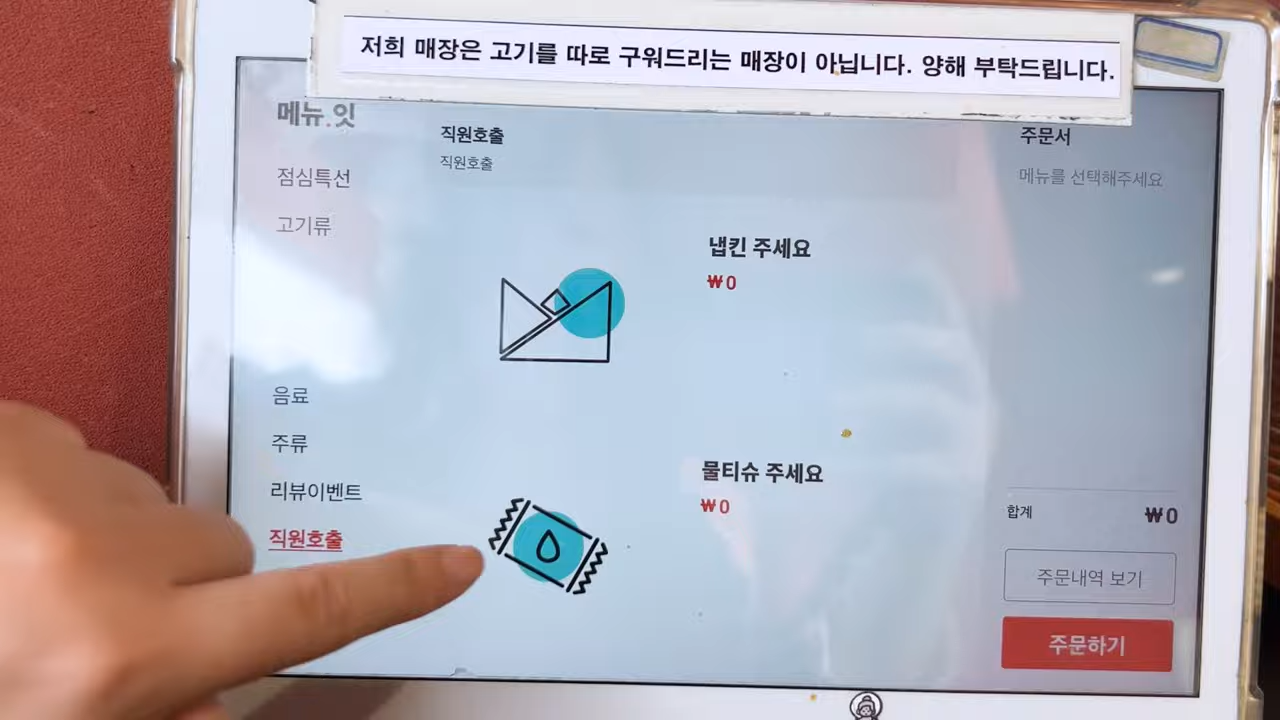 저희 매장은 고기를 따로 구워드리는 매장이 아닙니다. 양해 부탁드립니다.
메뉴.잇
점심특선
고기류
음료
주류
리뷰이벤트
직원호출
직원호출
직원호출
냅킨 주세요
₩0
물티슈 주세요
₩0
주문서
메뉴를 선택해주세요
합계 ₩0
주문내역 보기
주문하기